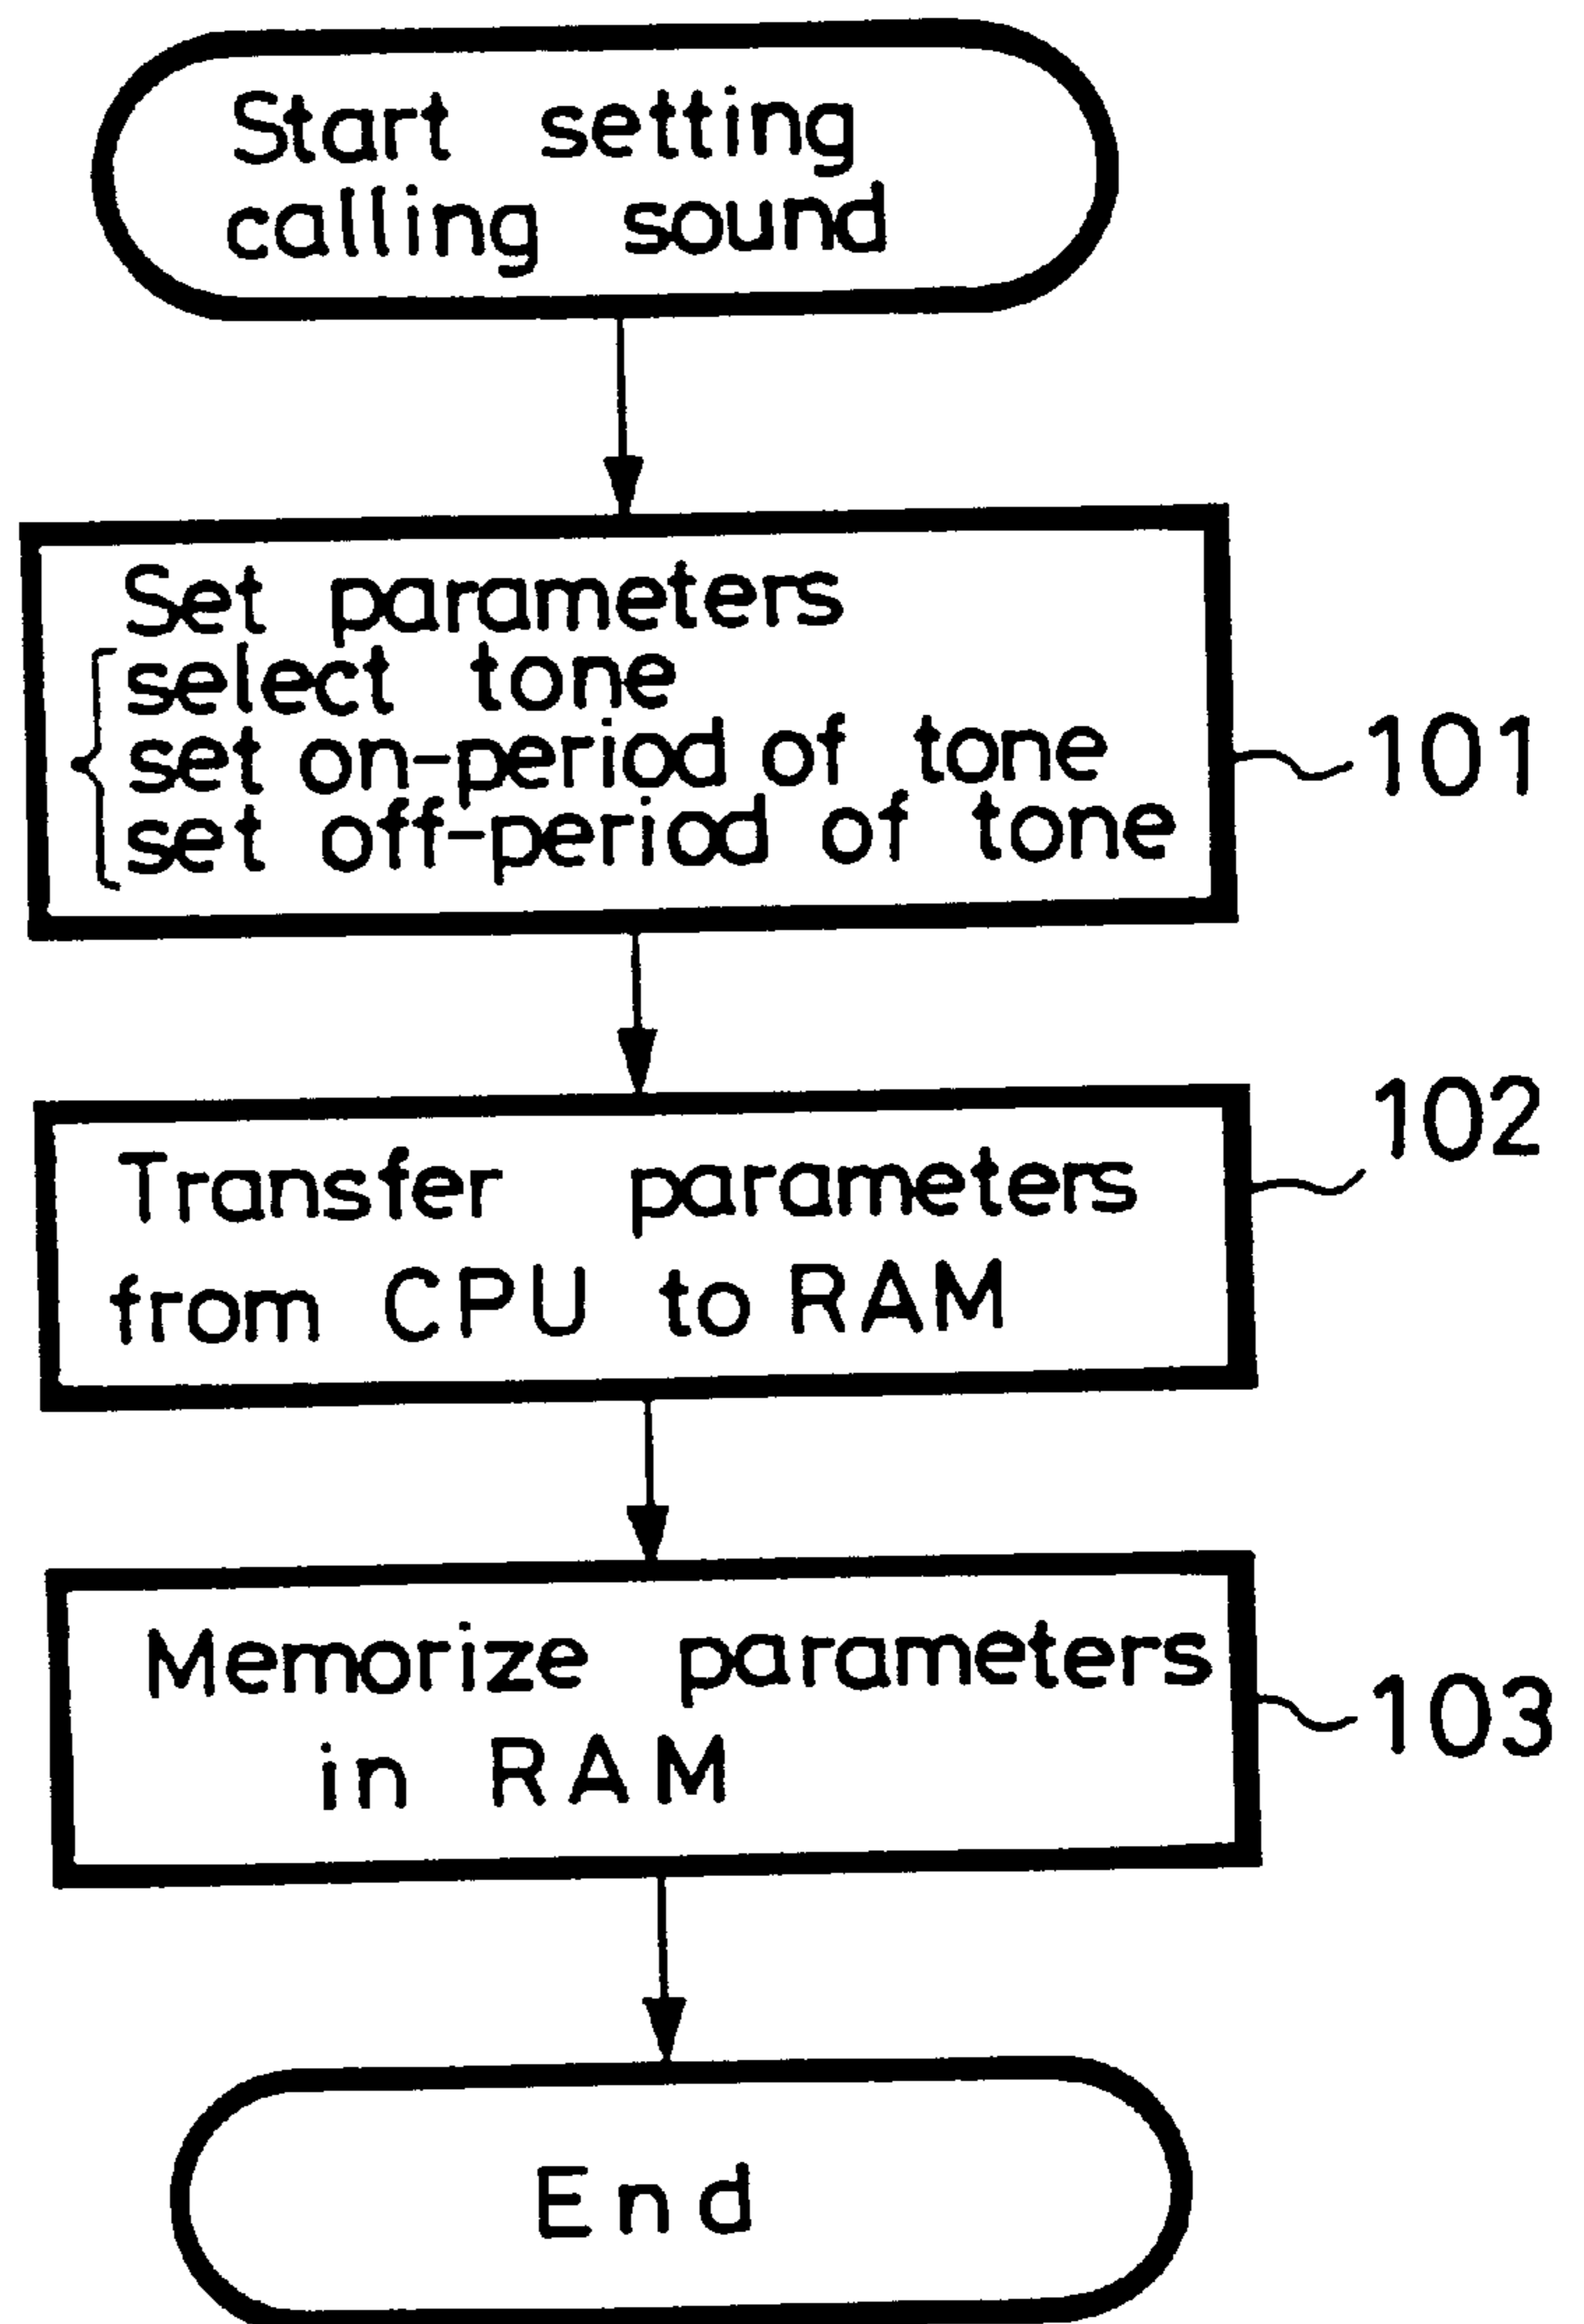 Start setting
calling sound
Set parameters
select tone
set on-period of tone
set off-period of tone
101
Transfer parameters
from CPU to RAM
102
Memorize parameters
in RAM
103
End